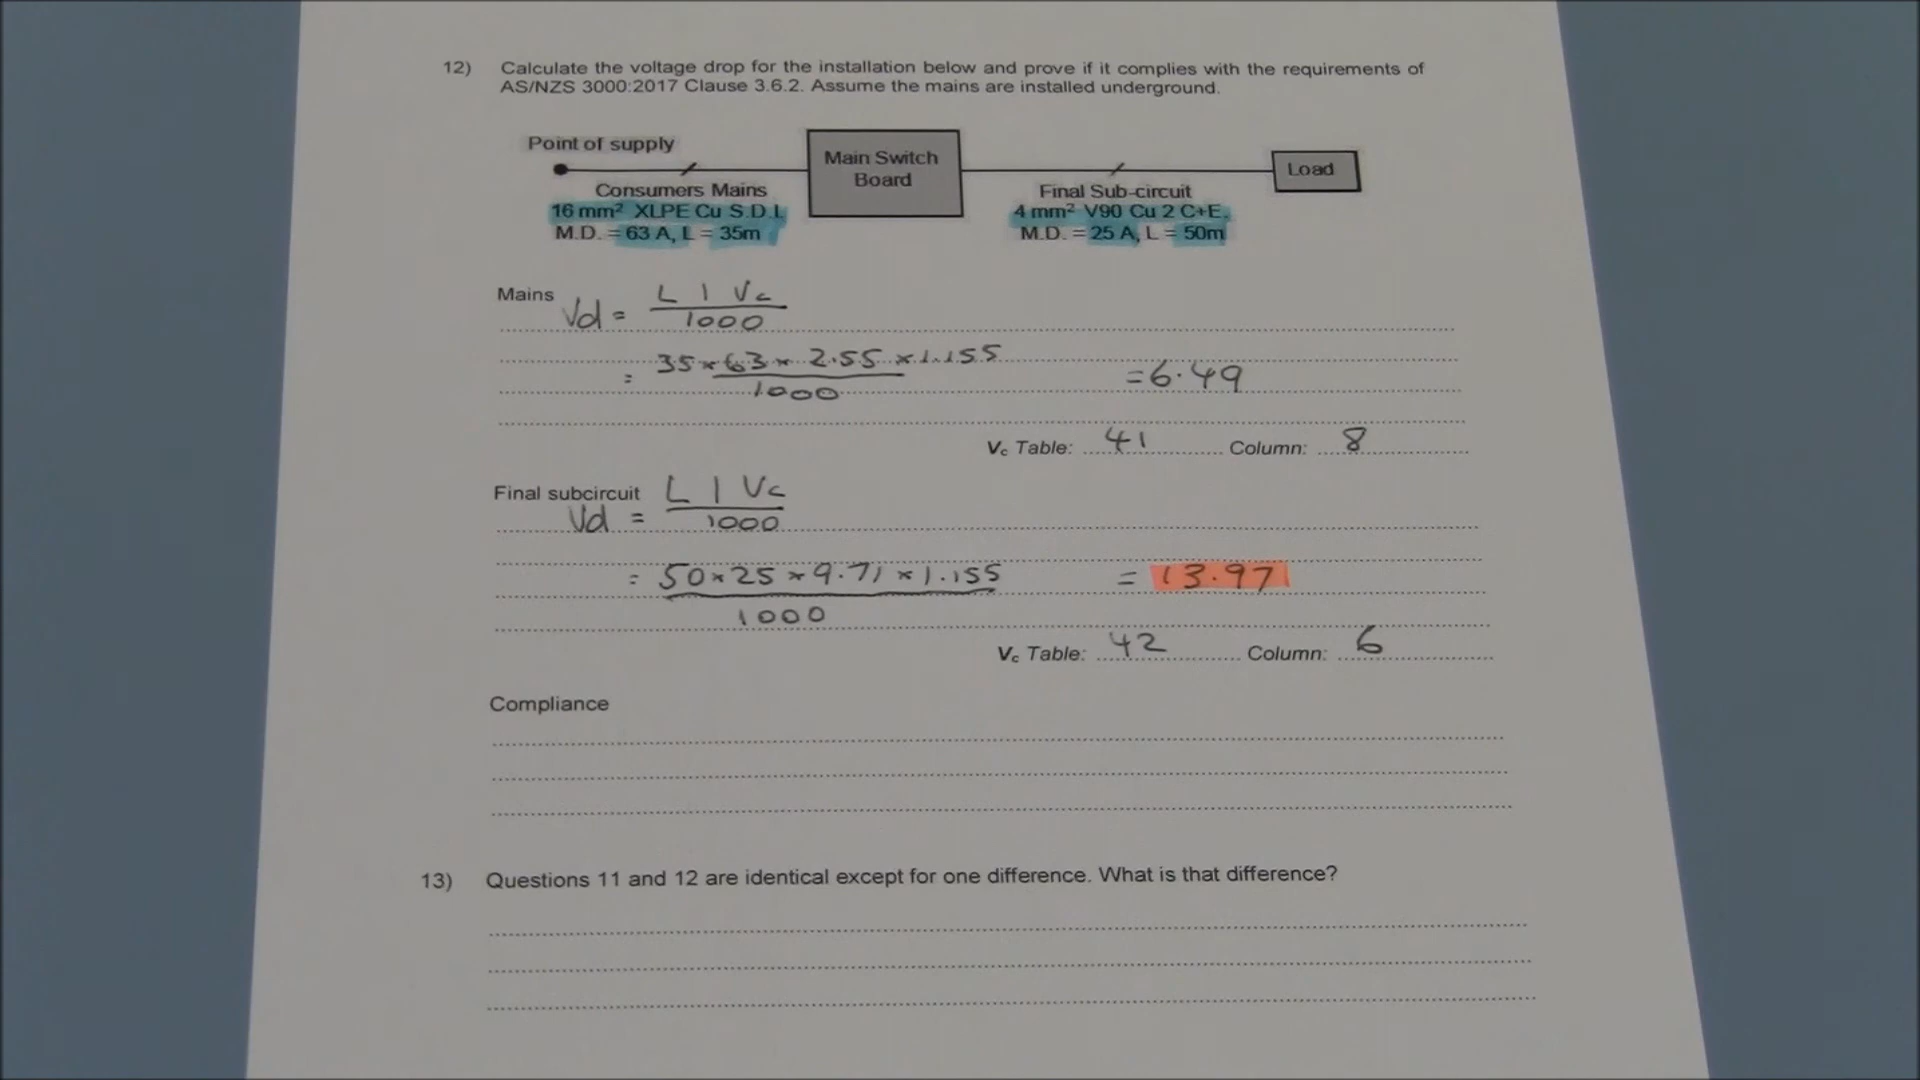 12) Calculate the voltage drop for the installation below and prove if it complies with the requirements of
AS/NZS 3000:2017 Clause 3.6.2. Assume the mains are installed underground.
Point of supply
Main Switch
Board
Load
Consumers Mains
16 mm² XLPE Cu S.D.I.
M.D. = 63 A, L = 35m
Final Sub-circuit
4 mm² V90 Cu 2 C+E.
M.D. = 25 A, L = 50m
Mains Vd = L I Vc
1000
= 35 × 63 × 2.55 × 1.155 = 6.49
1000
Vc Table: 41 Column: 8
Final subcircuit L I Vc
Vd = 1000
= 50 × 25 × 9.71 × 1.155 = 13.97
1000
Vc Table: 42 Column: 6
Compliance
13) Questions 11 and 12 are identical except for one difference. What is that difference?